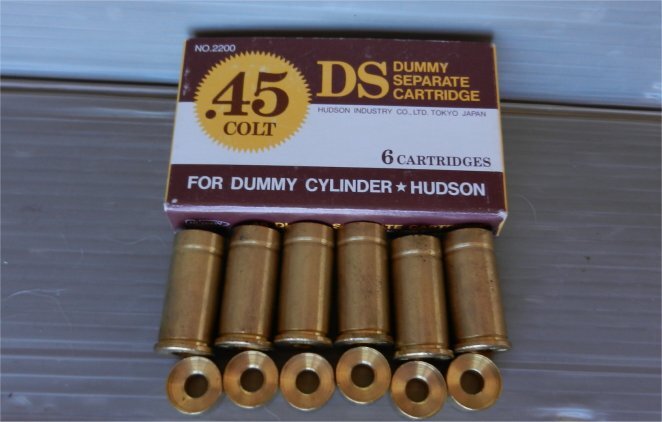 NO.2200
.45
COLT
DS DUMMY
SEPARATE
CARTRIDGE
HUDSON INDUSTRY CO., LTD. TOKYO JAPAN
6 CARTRIDGES
FOR DUMMY CYLINDER ★ HUDSON